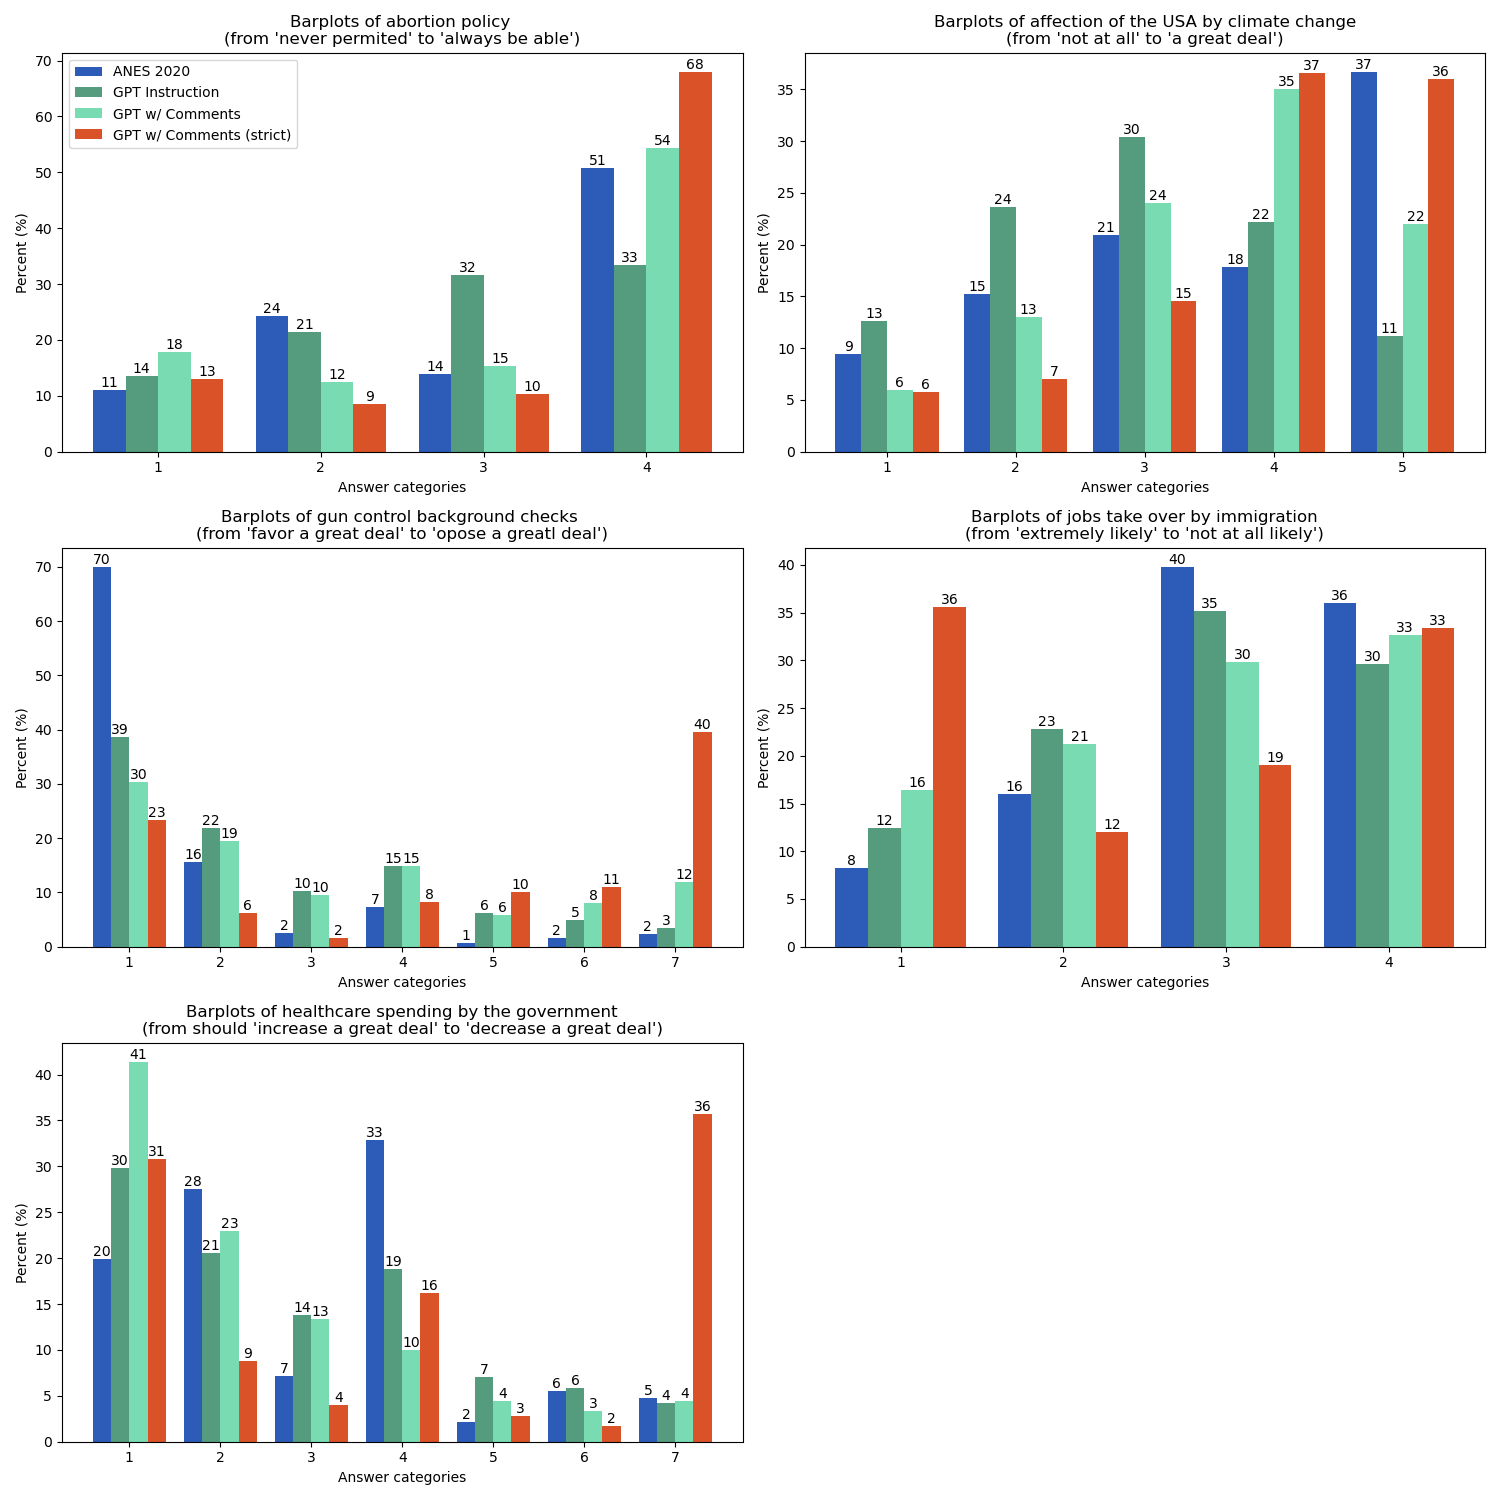 Barplots of abortion policy
(from 'never permited' to 'always be able')
ANES 2020
GPT Instruction
GPT w/ Comments
GPT w/ Comments (strict)
Percent (%)
70
60
50
40
30
20
10
0
11 14 18 13
24 21 12 9
14 32 15 10
51 33 54 68
1 2 3 4
Answer categories
Barplots of affection of the USA by climate change
(from 'not at all' to 'a great deal')
Percent (%)
35
30
25
20
15
10
5
0
9 13 6 6
15 24 13 7
21 30 24 15
18 22 35 37
37 11 22 36
1 2 3 4 5
Answer categories
Barplots of gun control background checks
(from 'favor a great deal' to 'opose a greatl deal')
Percent (%)
70
60
50
40
30
20
10
0
70 39 30 23
16 22 19 6
2 10 10 2
7 15 15 8
1 6 6 10
2 5 8 11
2 3 12 40
1 2 3 4 5 6 7
Answer categories
Barplots of jobs take over by immigration
(from 'extremely likely' to 'not at all likely')
Percent (%)
40
35
30
25
20
15
10
5
0
8 12 16 36
16 23 21 12
40 35 30 19
36 30 33 33
1 2 3 4
Answer categories
Barplots of healthcare spending by the government
(from should 'increase a great deal' to 'decrease a great deal')
Percent (%)
40
35
30
25
20
15
10
5
0
20 30 41 31
28 21 23 9
7 14 13 4
33 19 10 16
2 7 4 3
6 6 3 2
5 4 4 36
1 2 3 4 5 6 7
Answer categories